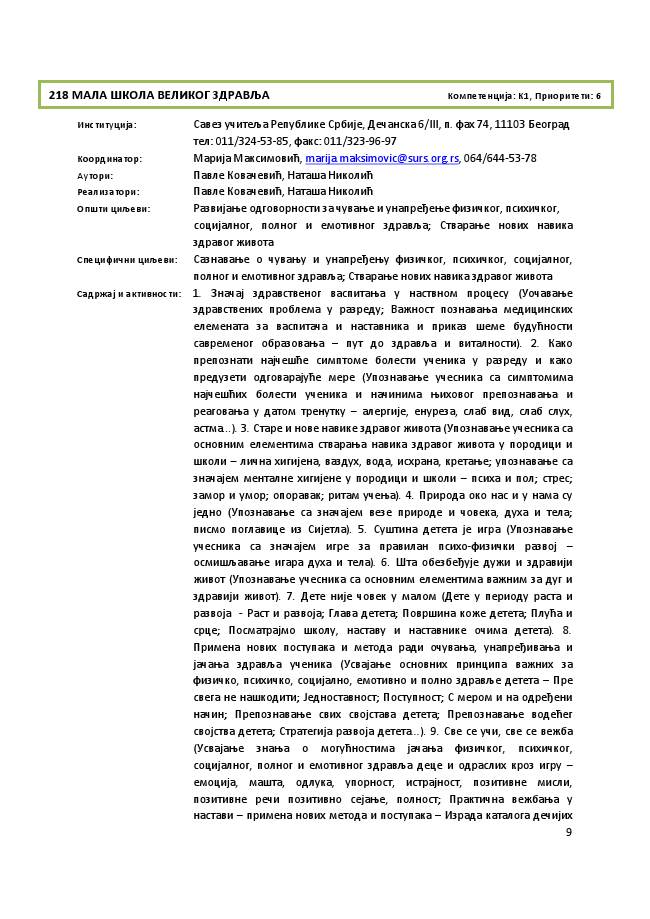 218 МАЛА ШКОЛА ВЕЛИКОГ ЗДРАВЉА Компетенција: К1, Приоритети: 6
Институција: Савез учитеља Републике Србије, Дечанска 6/III, п. фах 74, 11103 Београд
тел: 011/324-53-85, факс: 011/323-96-97
Координатор: Марија Максимовић, marija.maksimovic@surs.org.rs, 064/644-53-78
Аутори: Павле Ковачевић, Наташа Николић
Реализатори: Павле Ковачевић, Наташа Николић
Општи циљеви: Развијање одговорности за чување и унапређење физичког, психичког,
социјалног, полног и емотивног здравља; Стварање нових навика
здравог живота
Специфични циљеви: Сазнавање о чувању и унапређењу физичког, психичког, социјалног,
полног и емотивног здравља; Стварање нових навика здравог живота
Садржај и активности: 1. Значај здравственог васпитања у наствном процесу (Уочавање
здравствених проблема у разреду; Важност познавања медицинских
елемената за васпитача и наставника и приказ шеме будућности
савременог образовања – пут до здравља и виталности). 2. Како
препознати најчешће симптоме болести ученика у разреду и како
предузети одговарајуће мере (Упознавање учесника са симптомима
најчешћих болести ученика и начинима њиховог препознавања и
реаговања у датом тренутку – алергије, енуреза, слаб вид, слаб слух,
астма...). 3. Старе и нове навике здравог живота (Упознавање учесника са
основним елементима стварања навика здравог живота у породици и
школи – лична хигијена, ваздух, вода, исхрана, кретање; упознавање са
значајем менталне хигијене у породици и школи – психа и пол; стрес;
замор и умор; опоравак; ритам учења). 4. Природа око нас и у нама су
једно (Упознавање са значајем везе природе и човека, духа и тела;
писмо поглавице из Сијетла). 5. Суштина детета је игра (Упознавање
учесника са значајем игре за правилан психо-физички развој –
осмишљавање игара духа и тела). 6. Шта обезбеђује дужи и здравији
живот (Упознавање учесника са основним елементима важним за дуг и
здравији живот). 7. Дете није човек у малом (Дете у периоду раста и
развоја - Раст и развоја; Глава детета; Површина коже детета; Плућа и
срце; Посматрајмо школу, наставу и наставнике очима детета). 8.
Примена нових поступака и метода ради очувања, унапређивања и
јачања здравља ученика (Усвајање основних принципа важних за
физичко, психичко, социјално, емотивно и полно здравље детета – Пре
свега не нашкодити; Једноставност; Поступност; С мером и на одређени
начин; Препознавање свих својстава детета; Препознавање водећег
својства детета; Стратегија развоја детета...). 9. Све се учи, све се вежба
(Усвајање знања о могућностима јачања физичког, психичког,
социјалног, полног и емотивног здравља деце и одраслих кроз игру –
емоција, машта, одлука, упорност, истрајност, позитивне мисли,
позитивне речи позитивно сејање, полност; Практична вежбања у
настави – примена нових метода и поступака – Израда каталога дечијих
9